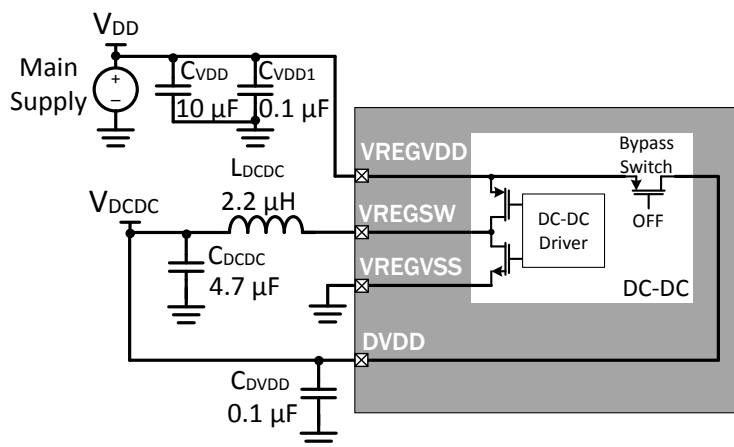 VDD
Main
Supply
+
–
CVDD
10 µF
CVDD1
0.1 µF
VREGVDD
Bypass
Switch
OFF
LDCDC
2.2 µH
VDCDC
VREGSW
DC-DC
Driver
CDCDC
4.7 µF
VREGVSS
DC-DC
DVDD
CDVDD
0.1 µF